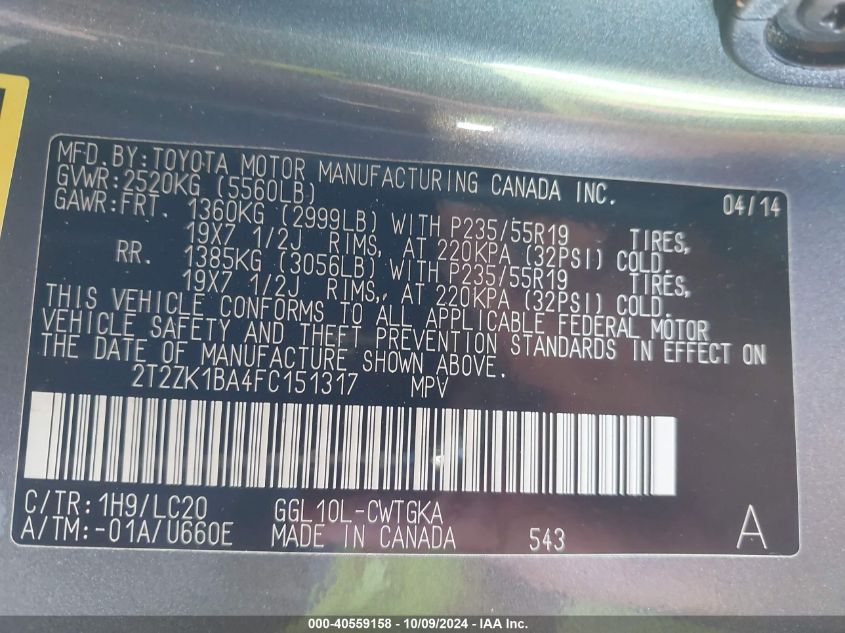 MFD.BY:TOYOTA MOTOR MANUFACTURING CANADA INC. 04/14
GVWR:2520KG (5560LB)
GAWR:FRT. 1360KG (2999LB) WITH P235/55R19 TIRES,
19X7 1/2J RIMS, AT 220KPA (32PSI) COLD.
RR. 1385KG (3056LB) WITH P235/55R19 TIRES,
19X7 1/2J RIMS, AT 220KPA (32PSI) COLD.
THIS VEHICLE CONFORMS TO ALL APPLICABLE FEDERAL MOTOR
VEHICLE SAFETY AND THEFT PREVENTION STANDARDS IN EFFECT ON
THE DATE OF MANUFACTURE SHOWN ABOVE.
2T2ZK1BA4FC151317 MPV
C/TR:1H9/LC20 GGL10L-CWTGKA
A/TM:-01A/U660E MADE IN CANADA 543 A
000-40559158 - 10/09/2024 - IAA Inc.